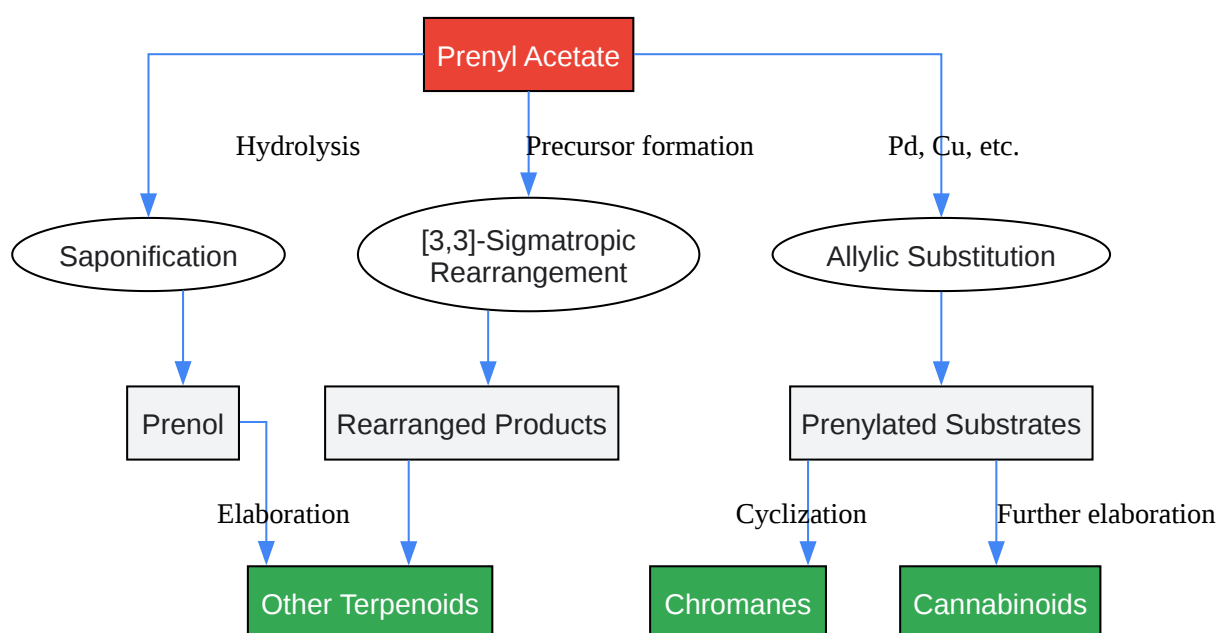 Prenyl Acetate
Hydrolysis
Precursor formation
Pd, Cu, etc.
Saponification
[3,3]-Sigmatropic
Rearrangement
Allylic Substitution
Prenol
Rearranged Products
Prenylated Substrates
Elaboration
Cyclization
Further elaboration
Other Terpenoids
Chromanes
Cannabinoids